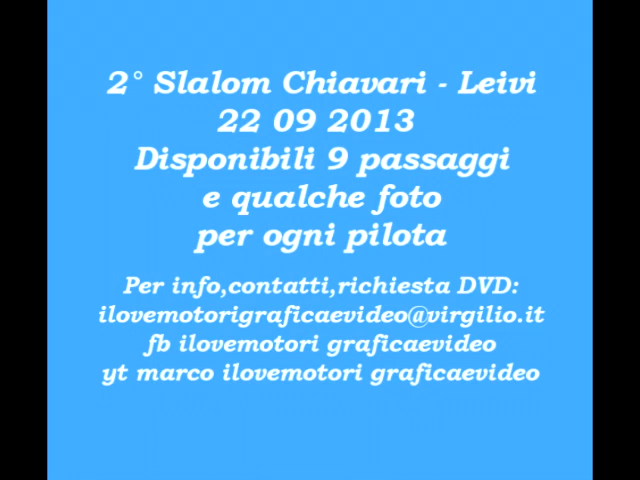 2° Slalom Chiavari - Leivi
22 09 2013
Disponibili 9 passaggi
e qualche foto
per ogni pilota
Per info,contatti,richiesta DVD:
ilovemotorigraficaevideo@virgilio.it
fb ilovemotori graficaevideo
yt marco ilovemotori graficaevideo